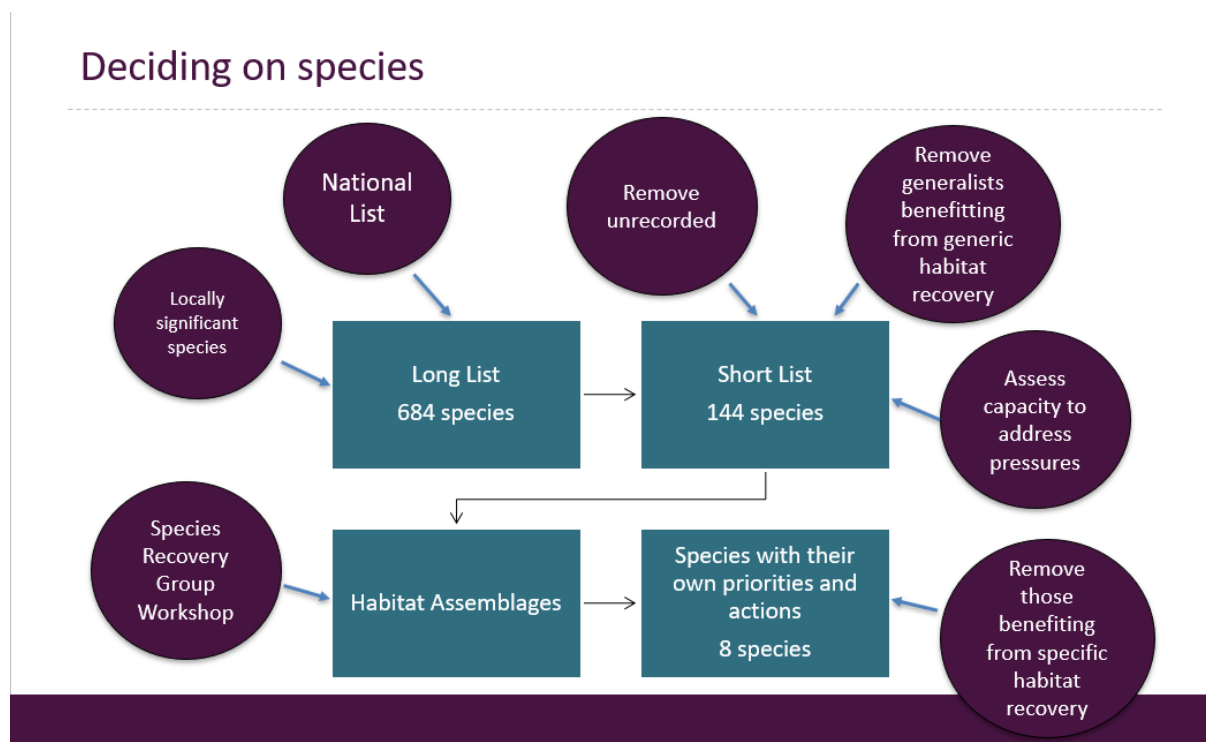 Deciding on species
National
List
Remove
unrecorded
Remove
generalists
benefitting
from generic
habitat
recovery
Locally
significant
species
Long List
684 species
Short List
144 species
Assess
capacity to
address
pressures
Species
Recovery
Group
Workshop
Habitat Assemblages
Species with their
own priorities and
actions
8 species
Remove
those
benefiting
from specific
habitat
recovery